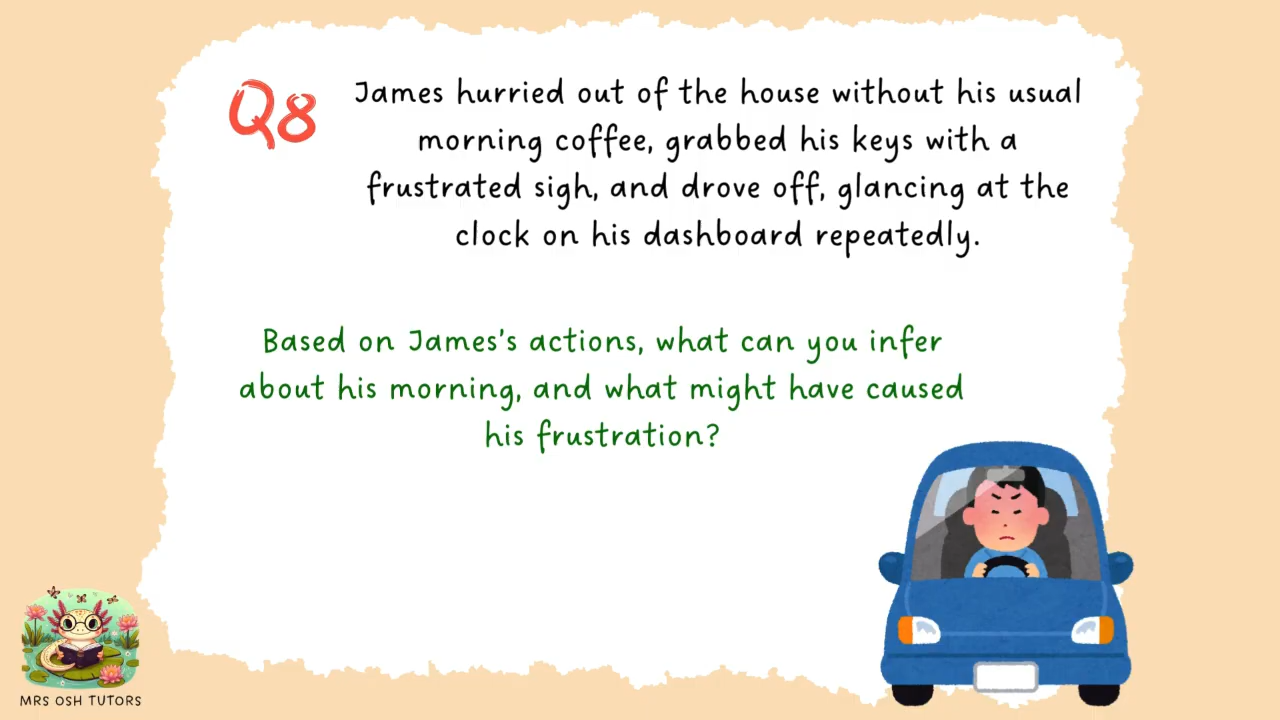 Q8
James hurried out of the house without his usual
morning coffee, grabbed his keys with a
frustrated sigh, and drove off, glancing at the
clock on his dashboard repeatedly.
Based on James's actions, what can you infer
about his morning, and what might have caused
his frustration?
MRS OSH TUTORS